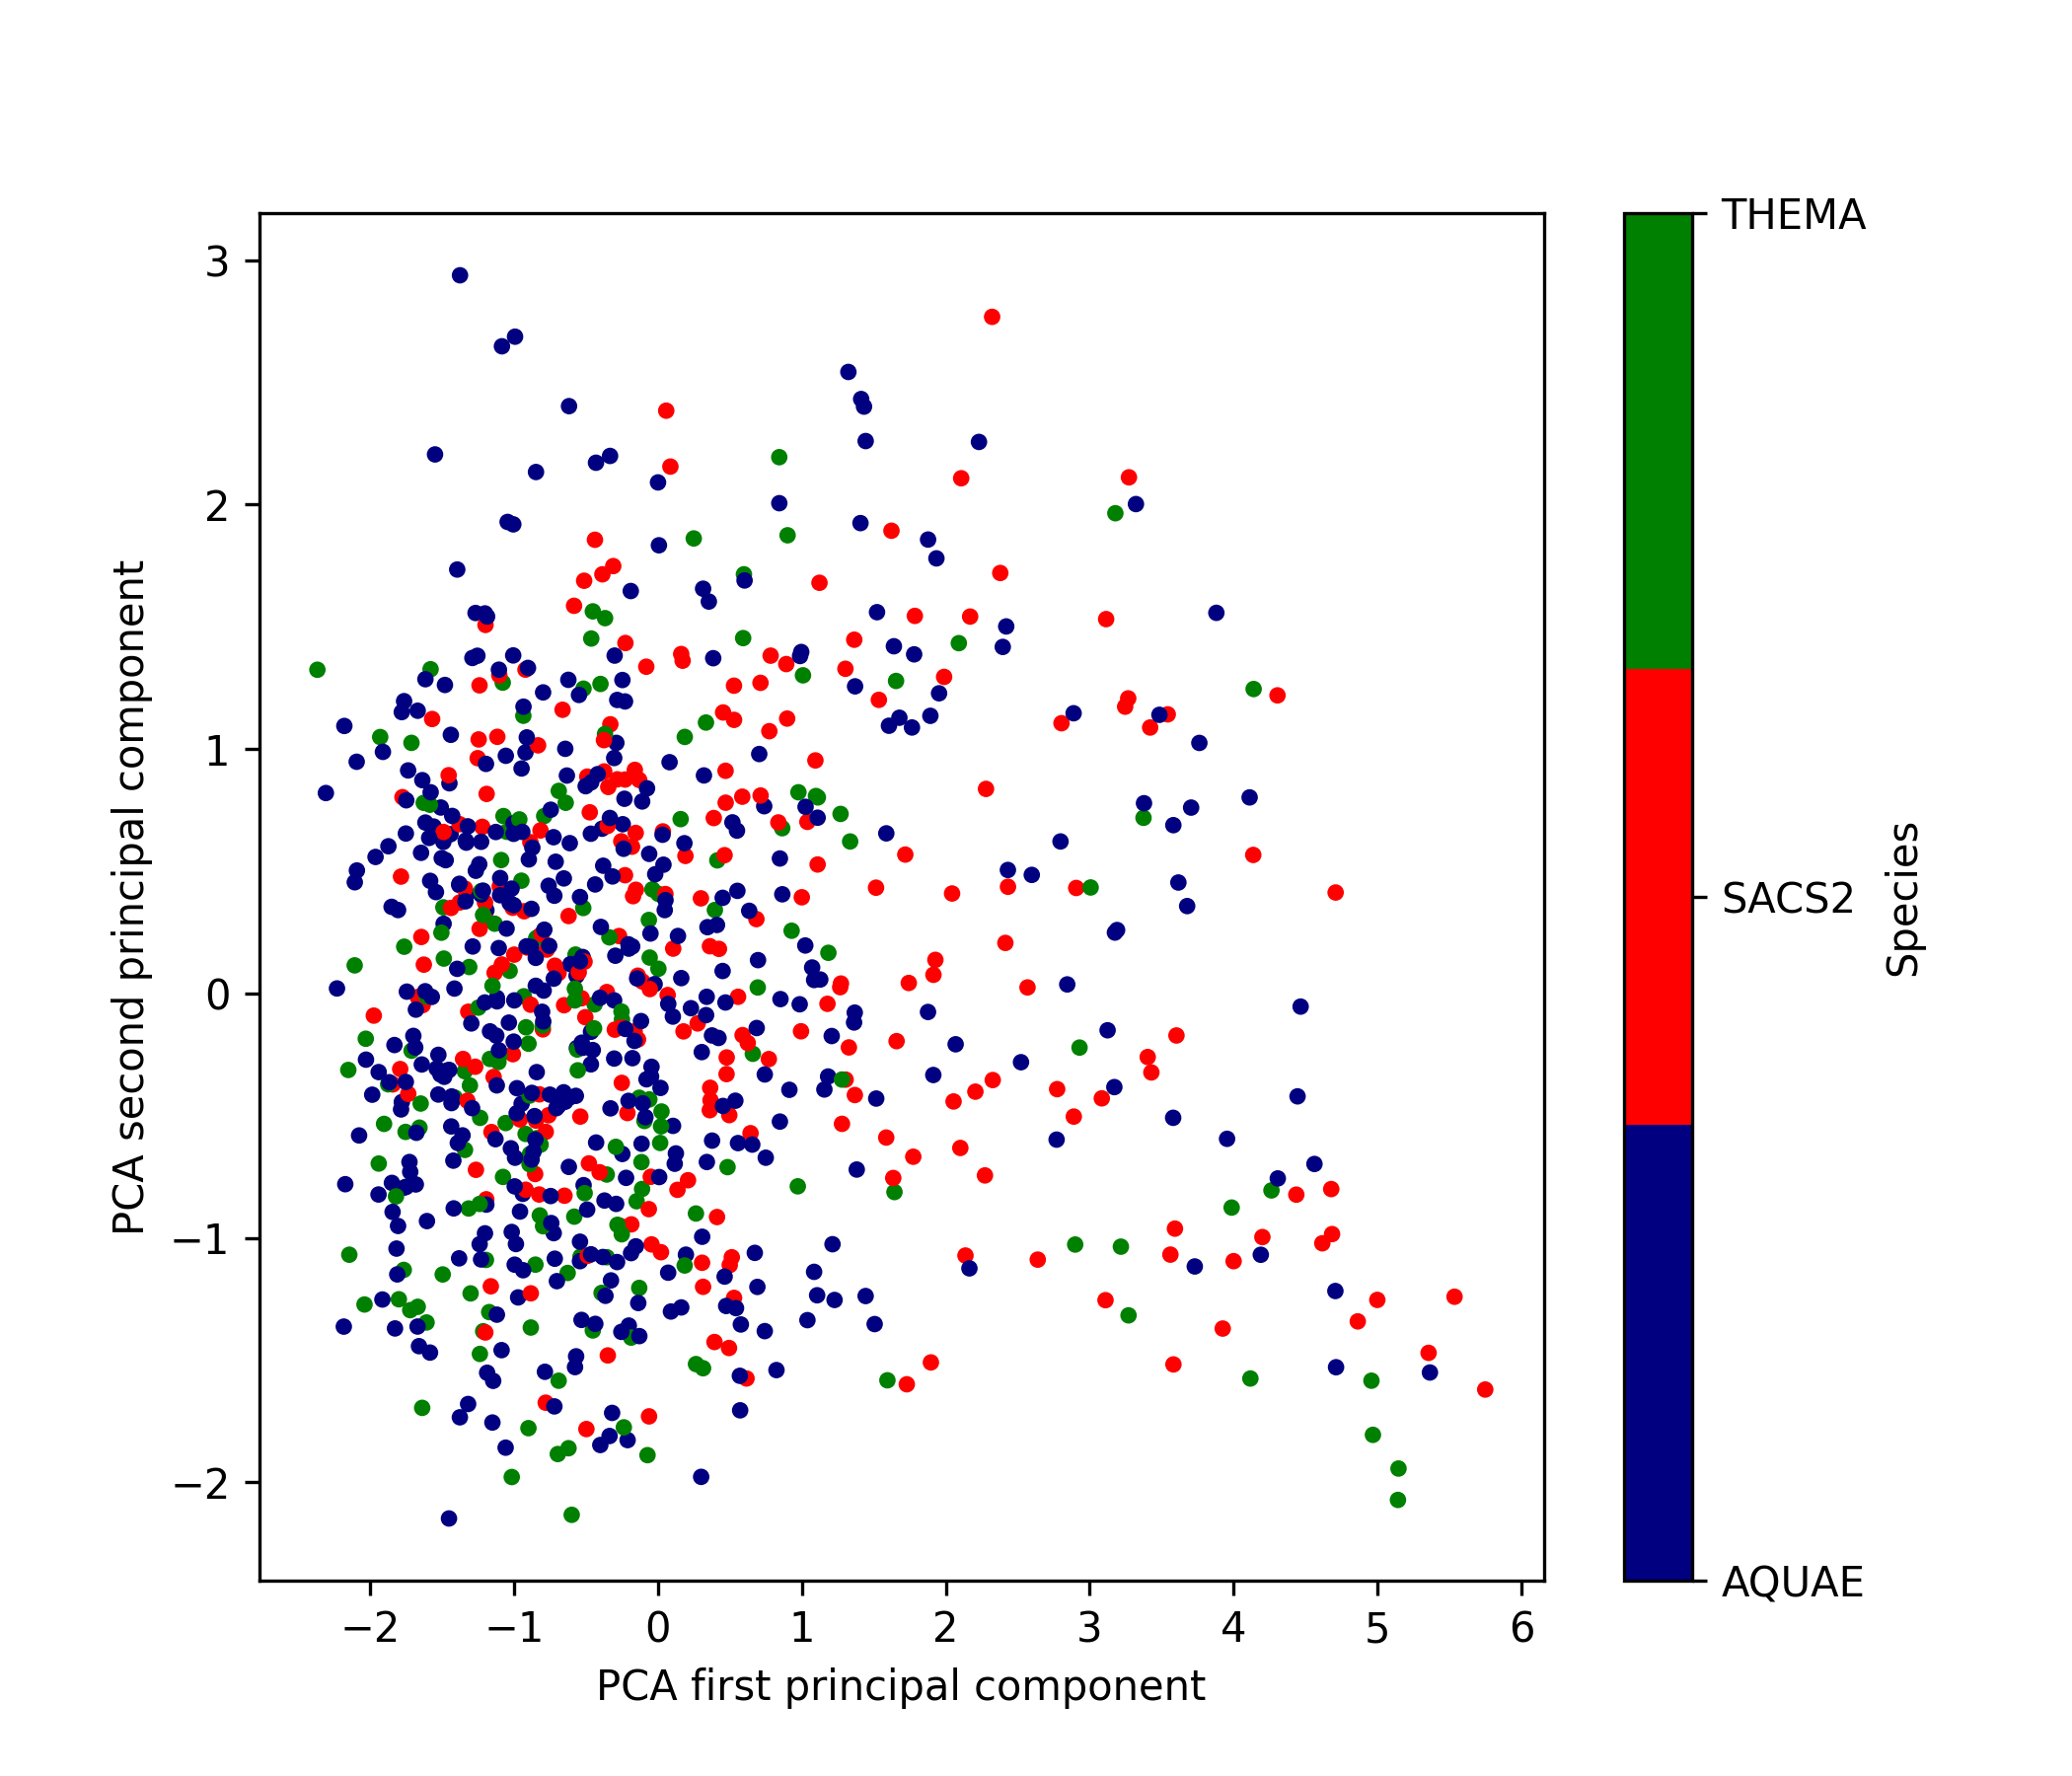 THEMA
3
2
PCA second principal component
1
SACS2
Species
0
−1
−2
AQUAE
−2 −1 0 1 2 3 4 5 6
PCA first principal component